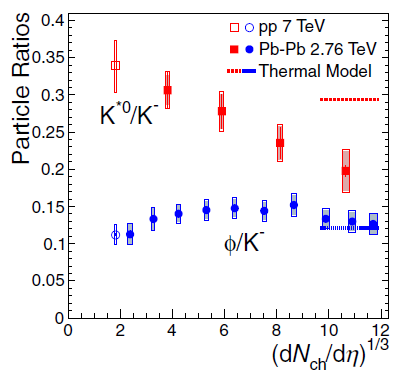 Particle Ratios
0.4
0.35
0.3
0.25
0.2
0.15
0.1
0.05
0
pp 7 TeV
Pb-Pb 2.76 TeV
Thermal Model
K*⁰/K⁻
ϕ/K⁻
0 2 4 6 8 10 12
(dN_ch/dη)^1/3